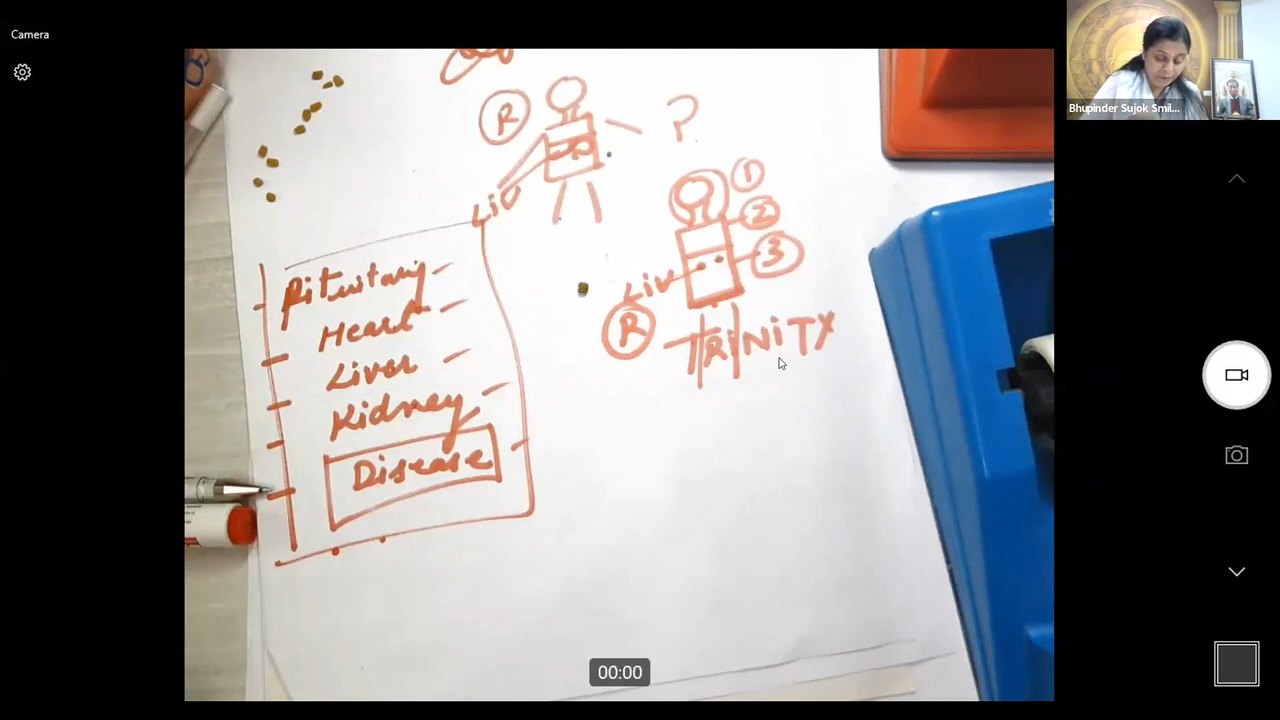 Camera
Bhupinder Sujok Smil...
R
?
Liv
1
2
3
Liv
R
TRiNiTY
Pituitary
Heart
Liver
Kidney
Disease
00:00